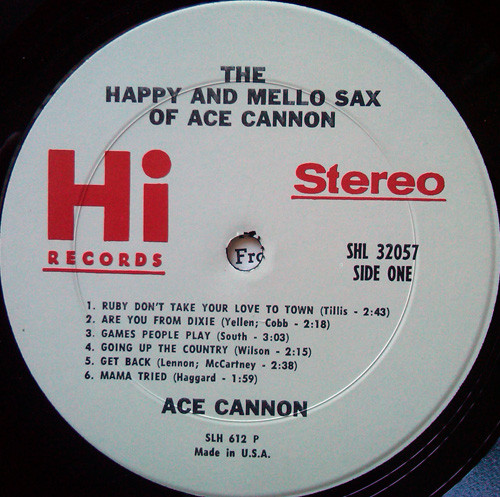 THE
HAPPY AND MELLO SAX
OF ACE CANNON
Hi
RECORDS
Stereo
SHL 32057
SIDE ONE
Fro
1. RUBY DON'T TAKE YOUR LOVE TO TOWN (Tillis - 2:43)
2. ARE YOU FROM DIXIE (Yellen; Cobb - 2:18)
3. GAMES PEOPLE PLAY (South - 3:03)
4. GOING UP THE COUNTRY (Wilson - 2:15)
5. GET BACK (Lennon; McCartney - 2:38)
6. MAMA TRIED (Haggard - 1:59)
ACE CANNON
SLH 612 P
Made in U.S.A.